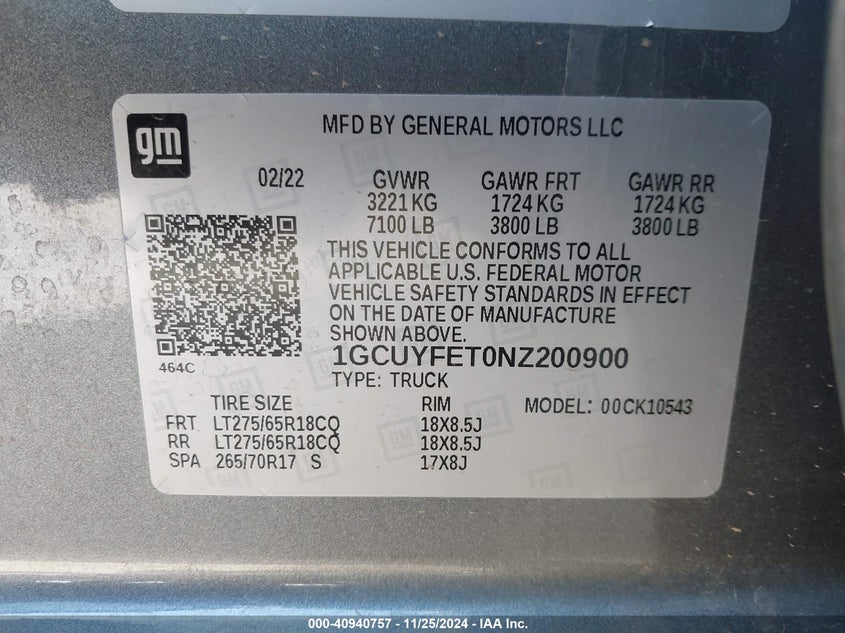 gm
MFD BY GENERAL MOTORS LLC
02/22 GVWR GAWR FRT GAWR RR
3221 KG 1724 KG 1724 KG
7100 LB 3800 LB 3800 LB
THIS VEHICLE CONFORMS TO ALL
APPLICABLE U.S. FEDERAL MOTOR
VEHICLE SAFETY STANDARDS IN EFFECT
ON THE DATE OF MANUFACTURE
SHOWN ABOVE.
464C
1GCUYFET0NZ200900
TYPE: TRUCK
TIRE SIZE RIM MODEL: 00CK10543
FRT LT275/65R18CQ 18X8.5J
RR LT275/65R18CQ 18X8.5J
SPA 265/70R17 S 17X8J
000-40940757 - 11/25/2024 - IAA Inc.